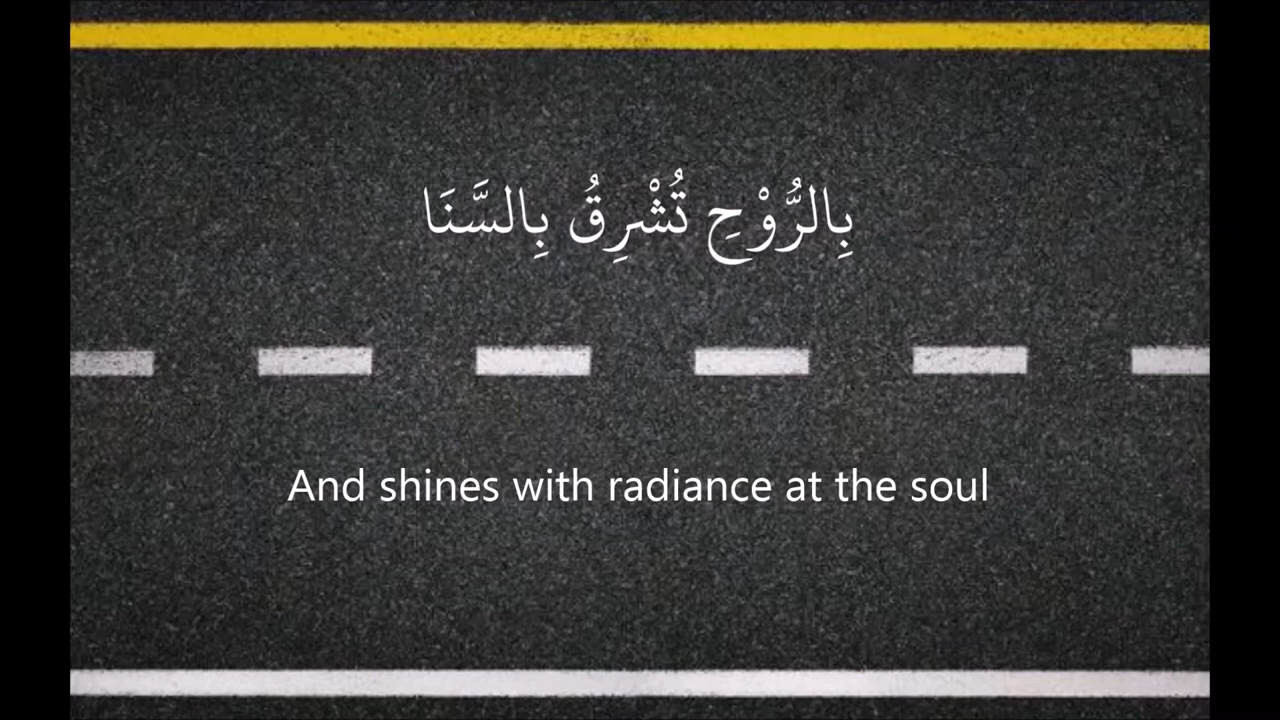 بِالرُّوْحِ تُشْرِقُ بِالسَّنَا
And shines with radiance at the soul